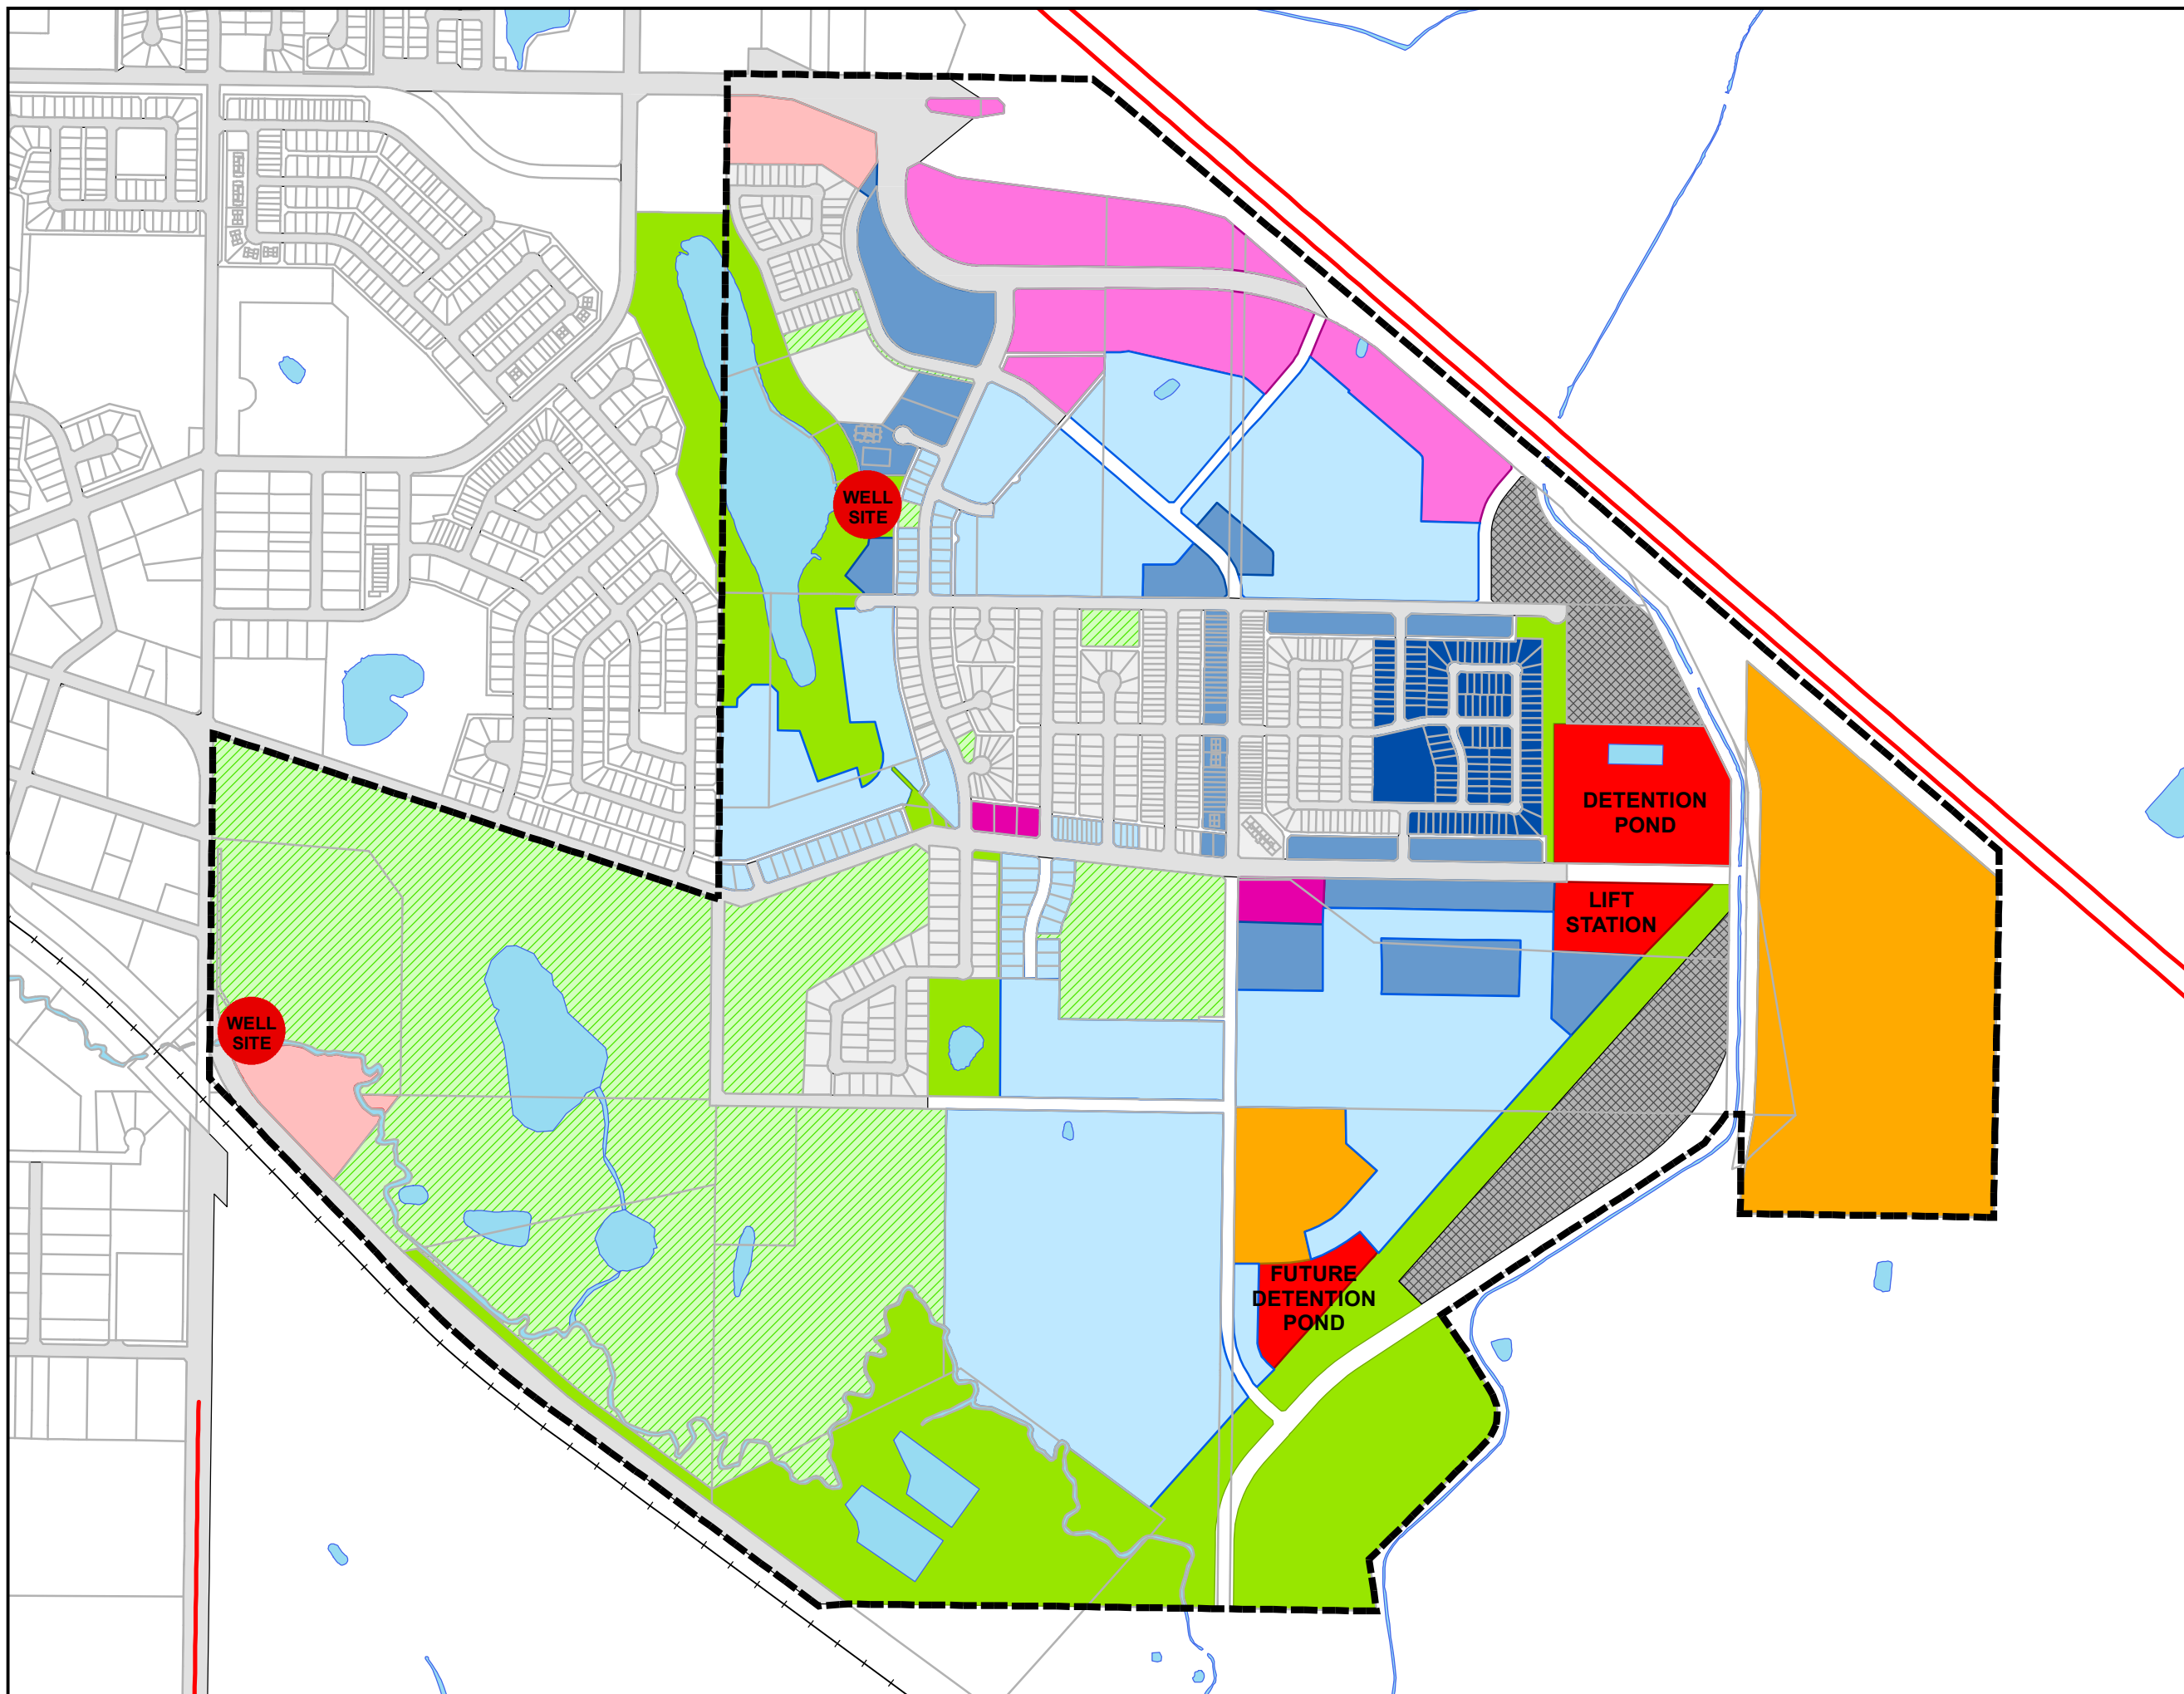 WELL
SITE
DETENTION
POND
LIFT
STATION
WELL
SITE
FUTURE
DETENTION
POND